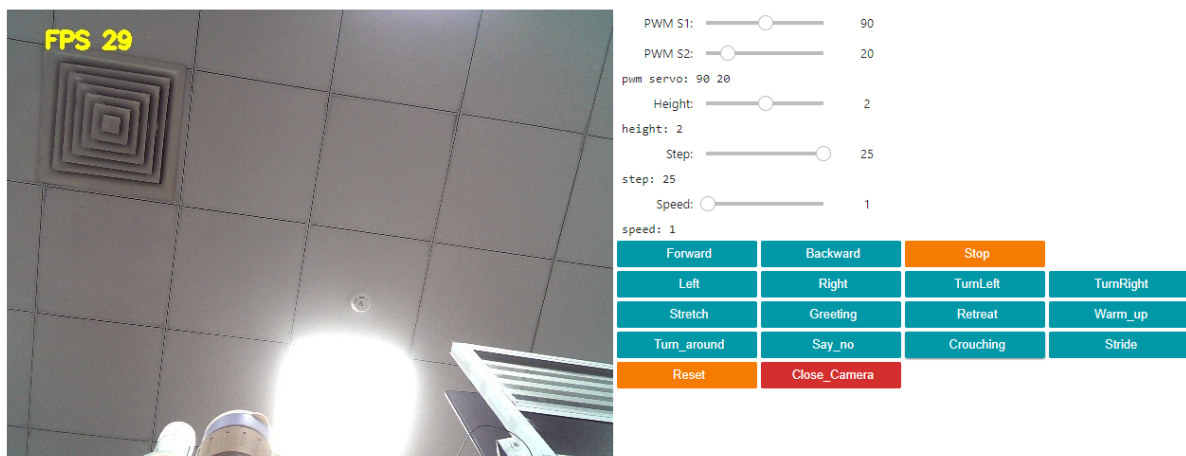 FPS 29
PWM S1: 90
PWM S2: 20
pwm servo: 90 20
Height: 2
height: 2
Step: 25
step: 25
Speed: 1
speed: 1
Forward Backward Stop
Left Right TurnLeft TurnRight
Stretch Greeting Retreat Warm_up
Turn_around Say_no Crouching Stride
Reset Close_Camera